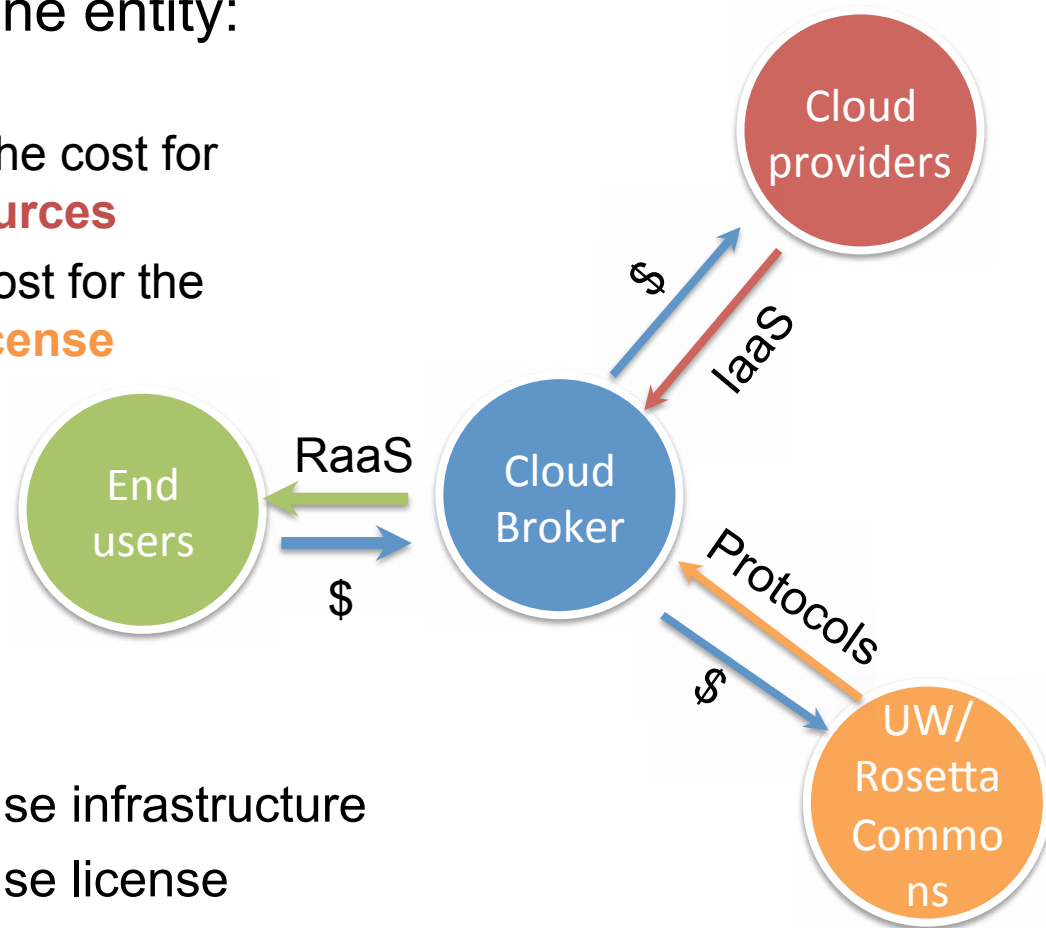 ne entity:
he cost for
urces
ost for the
cense
Cloud
providers
$
IaaS
End
users
RaaS
$
Cloud
Broker
Protocols
$
UW/
Rosetta
Commo
ns
se infrastructure
se license